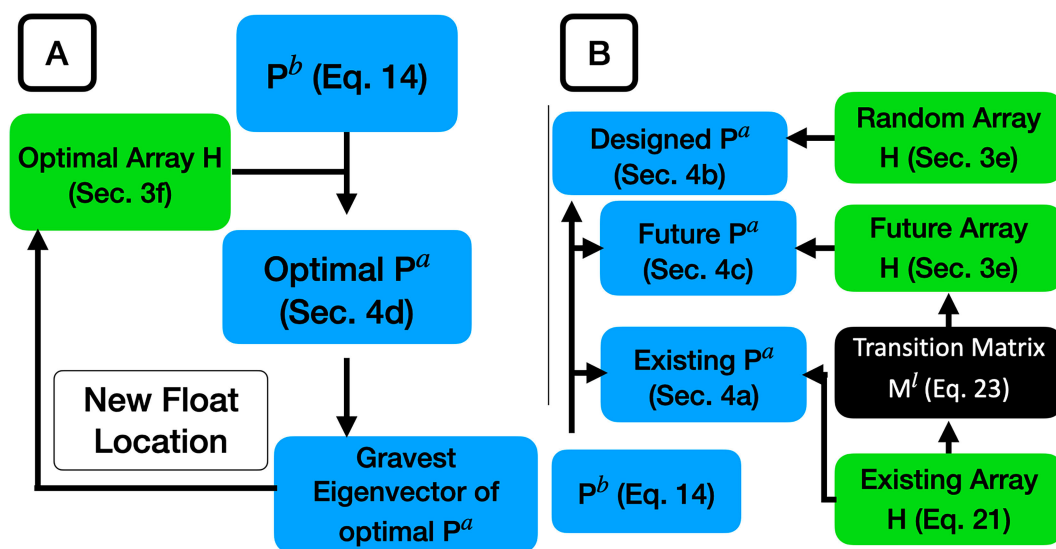 A
P^b (Eq. 14)
Optimal Array H
(Sec. 3f)
Optimal P^a
(Sec. 4d)
New Float
Location
Gravest
Eigenvector of
optimal P^a
B
Designed P^a
(Sec. 4b)
Random Array
H (Sec. 3e)
Future P^a
(Sec. 4c)
Future Array
H (Sec. 3e)
Existing P^a
(Sec. 4a)
Transition Matrix
M^l (Eq. 23)
P^b (Eq. 14)
Existing Array
H (Eq. 21)